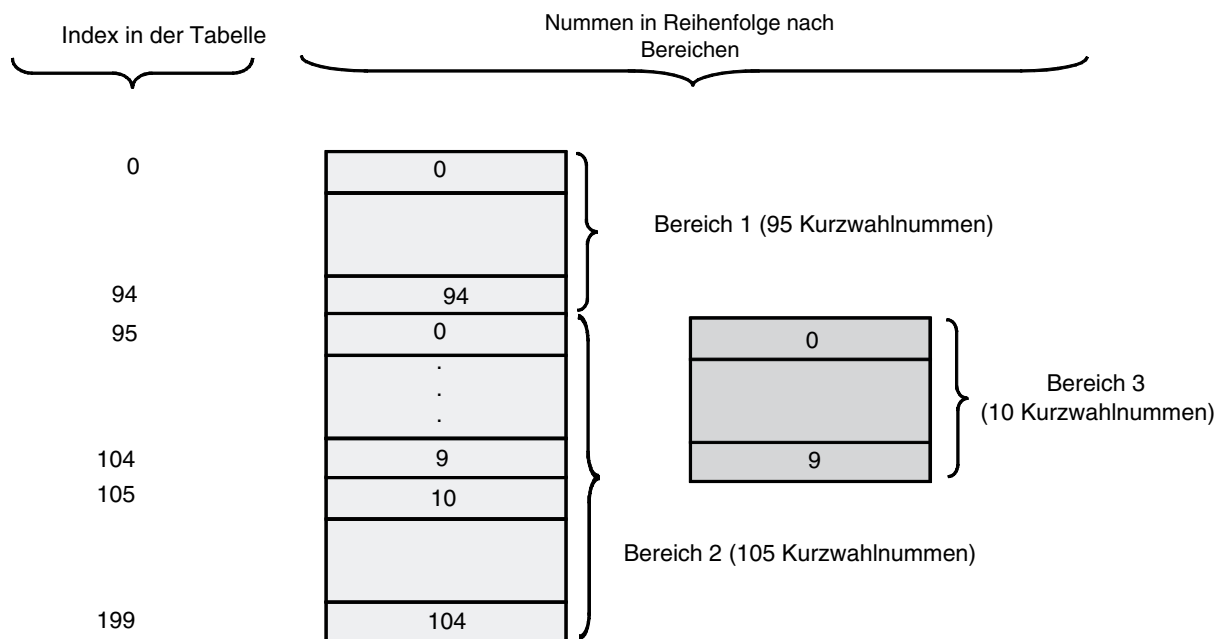 Index in der Tabelle
Nummen in Reihenfolge nach
Bereichen
0
0
Bereich 1 (95 Kurzwahlnummen)
94
94
95
0
0
.
.
.
Bereich 3
(10 Kurzwahlnummen)
104
9
9
105
10
Bereich 2 (105 Kurzwahlnummen)
199
104